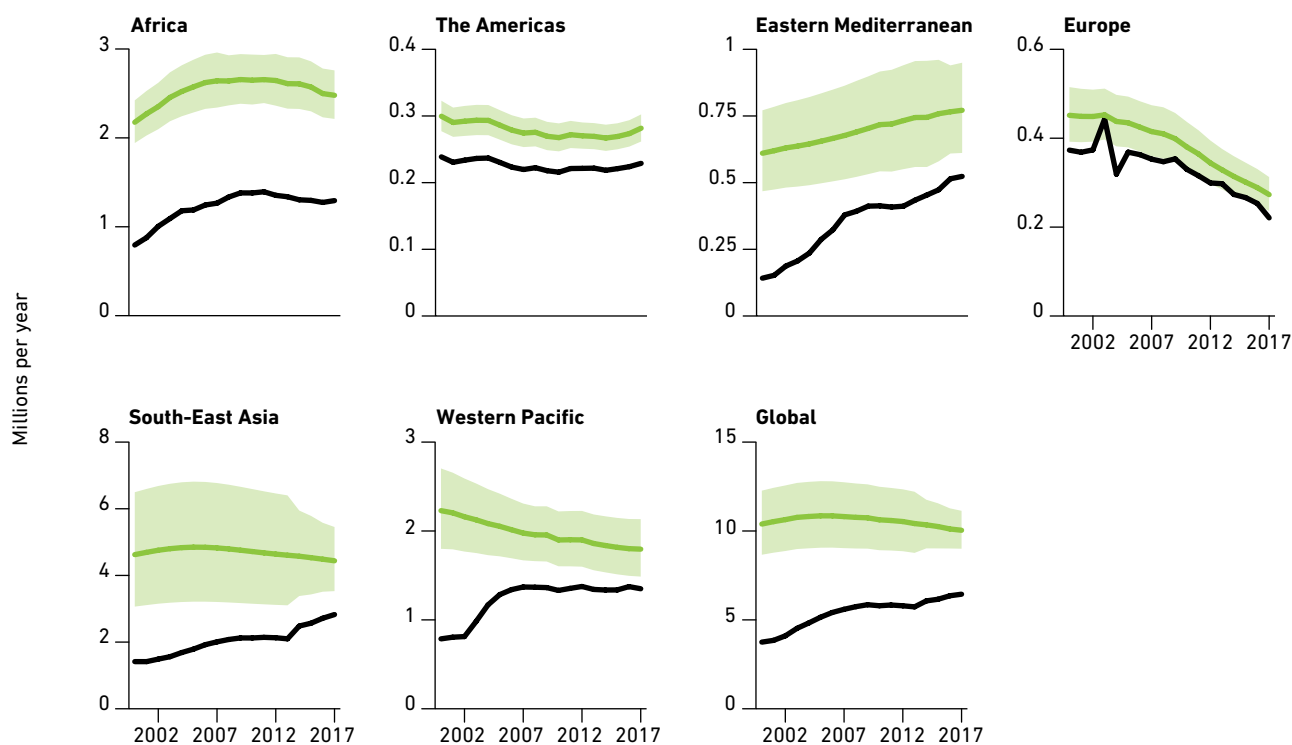 Africa
The Americas
Eastern Mediterranean
Europe
3
2
1
0
0.4
0.3
0.2
0.1
0
1
0.75
0.5
0.25
0
0.6
0.4
0.2
0
2002 2007 2012 2017
Millions per year
South-East Asia
Western Pacific
Global
8
6
4
2
0
2002 2007 2012 2017
3
2
1
0
2002 2007 2012 2017
15
10
5
0
2002 2007 2012 2017